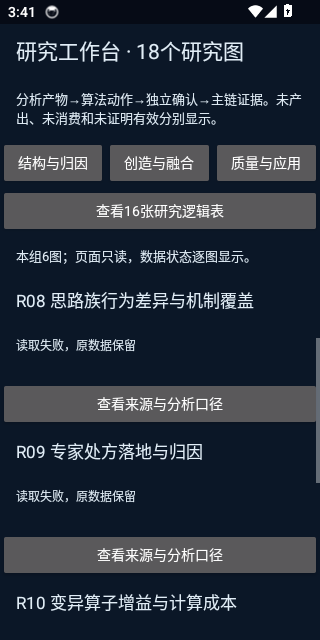 3:41
研究工作台 · 18个研究图
分析产物→算法动作→独立确认→主链证据。未产
出、未消费和未证明有效分别显示。
结构与归因
创造与融合
质量与应用
查看16张研究逻辑表
本组6图；页面只读，数据状态逐图显示。
R08 思路族行为差异与机制覆盖
读取失败，原数据保留
查看来源与分析口径
R09 专家处方落地与归因
读取失败，原数据保留
查看来源与分析口径
R10 变异算子增益与计算成本